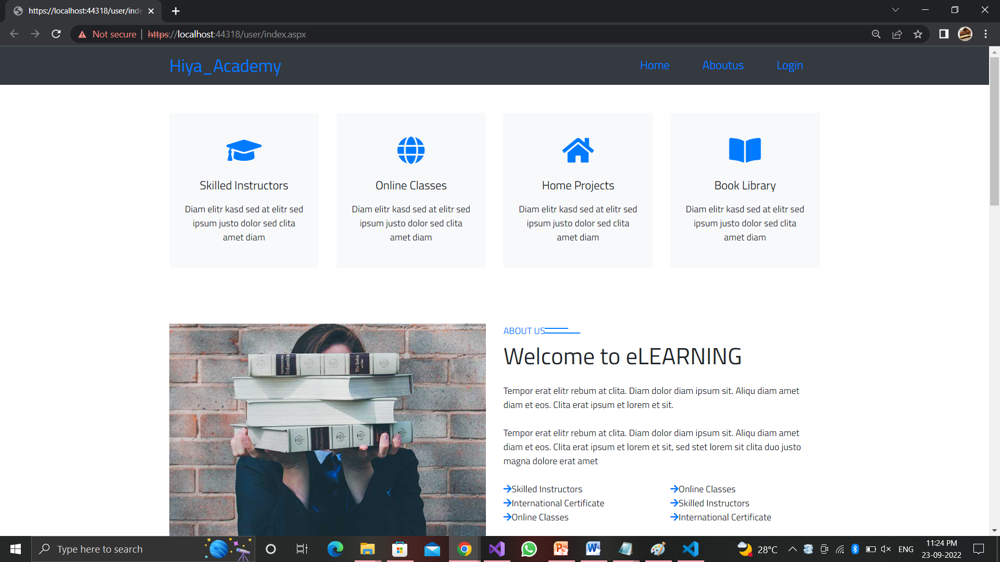 https://localhost:44318/user/inde
Not secure
https://localhost:44318/user/index.aspx
Hiya_Academy
Home Aboutus Login
Skilled Instructors
Diam elitr kasd sed at elitr sed
ipsum justo dolor sed clita
amet diam
Online Classes
Diam elitr kasd sed at elitr sed
ipsum justo dolor sed clita
amet diam
Home Projects
Diam elitr kasd sed at elitr sed
ipsum justo dolor sed clita
amet diam
Book Library
Diam elitr kasd sed at elitr sed
ipsum justo dolor sed clita
amet diam
Britannica
The Index
ABOUT US
Welcome to eLEARNING
Tempor erat elitr rebum at clita. Diam dolor diam ipsum sit. Aliqu diam amet
diam et eos. Clita erat ipsum et lorem et sit.
Tempor erat elitr rebum at clita. Diam dolor diam ipsum sit. Aliqu diam amet
diam et eos. Clita erat ipsum et lorem et sit, sed stet lorem sit clita duo justo
magna dolore erat amet
Skilled Instructors
International Certificate
Online Classes
Online Classes
Skilled Instructors
International Certificate
Type here to search
28°C
ENG
11:24 PM
23-09-2022